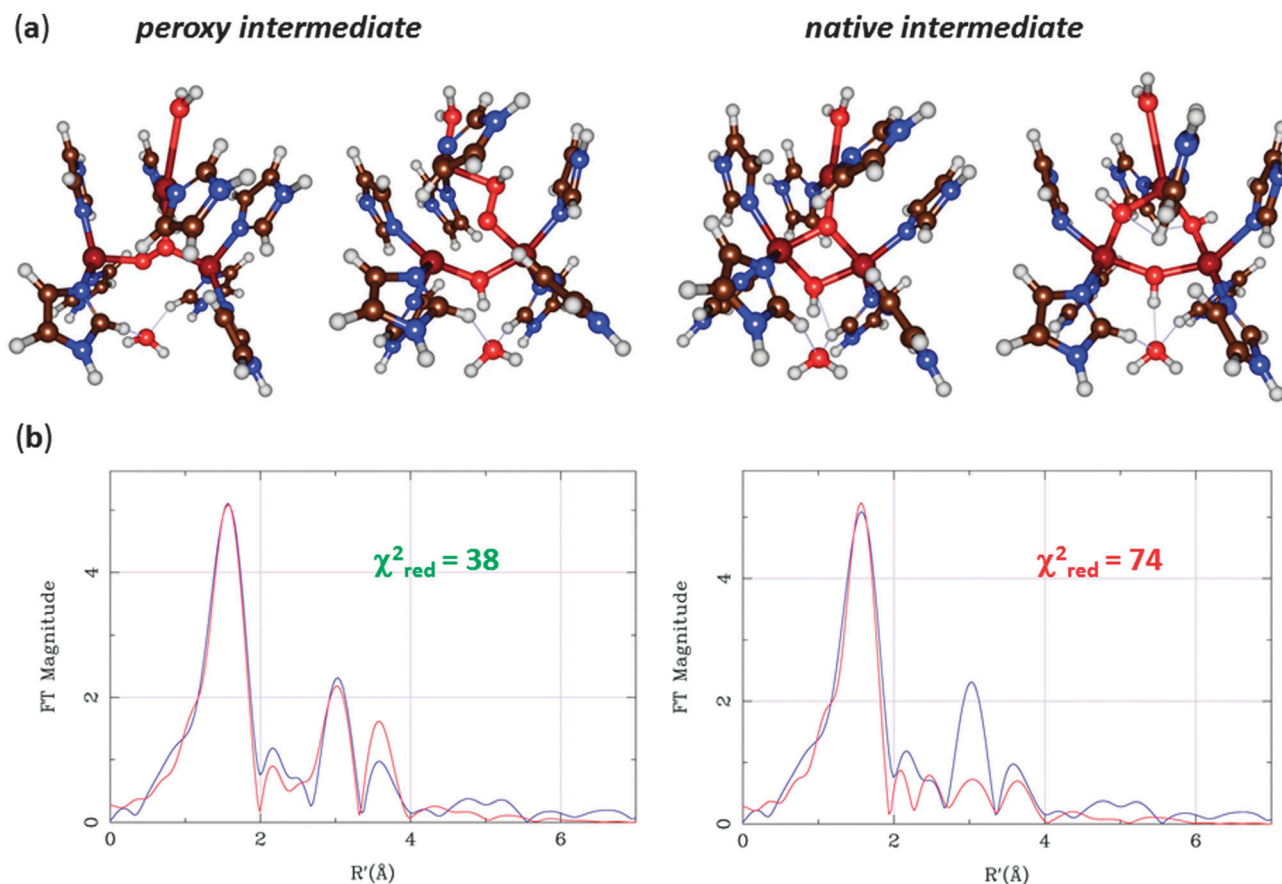 (a) peroxy intermediate native intermediate
(b)
χ²red = 38
χ²red = 74
FT Magnitude
4
2
0
0 2 4 6
R'(Å)
FT Magnitude
4
2
0
0 2 4 6
R'(Å)